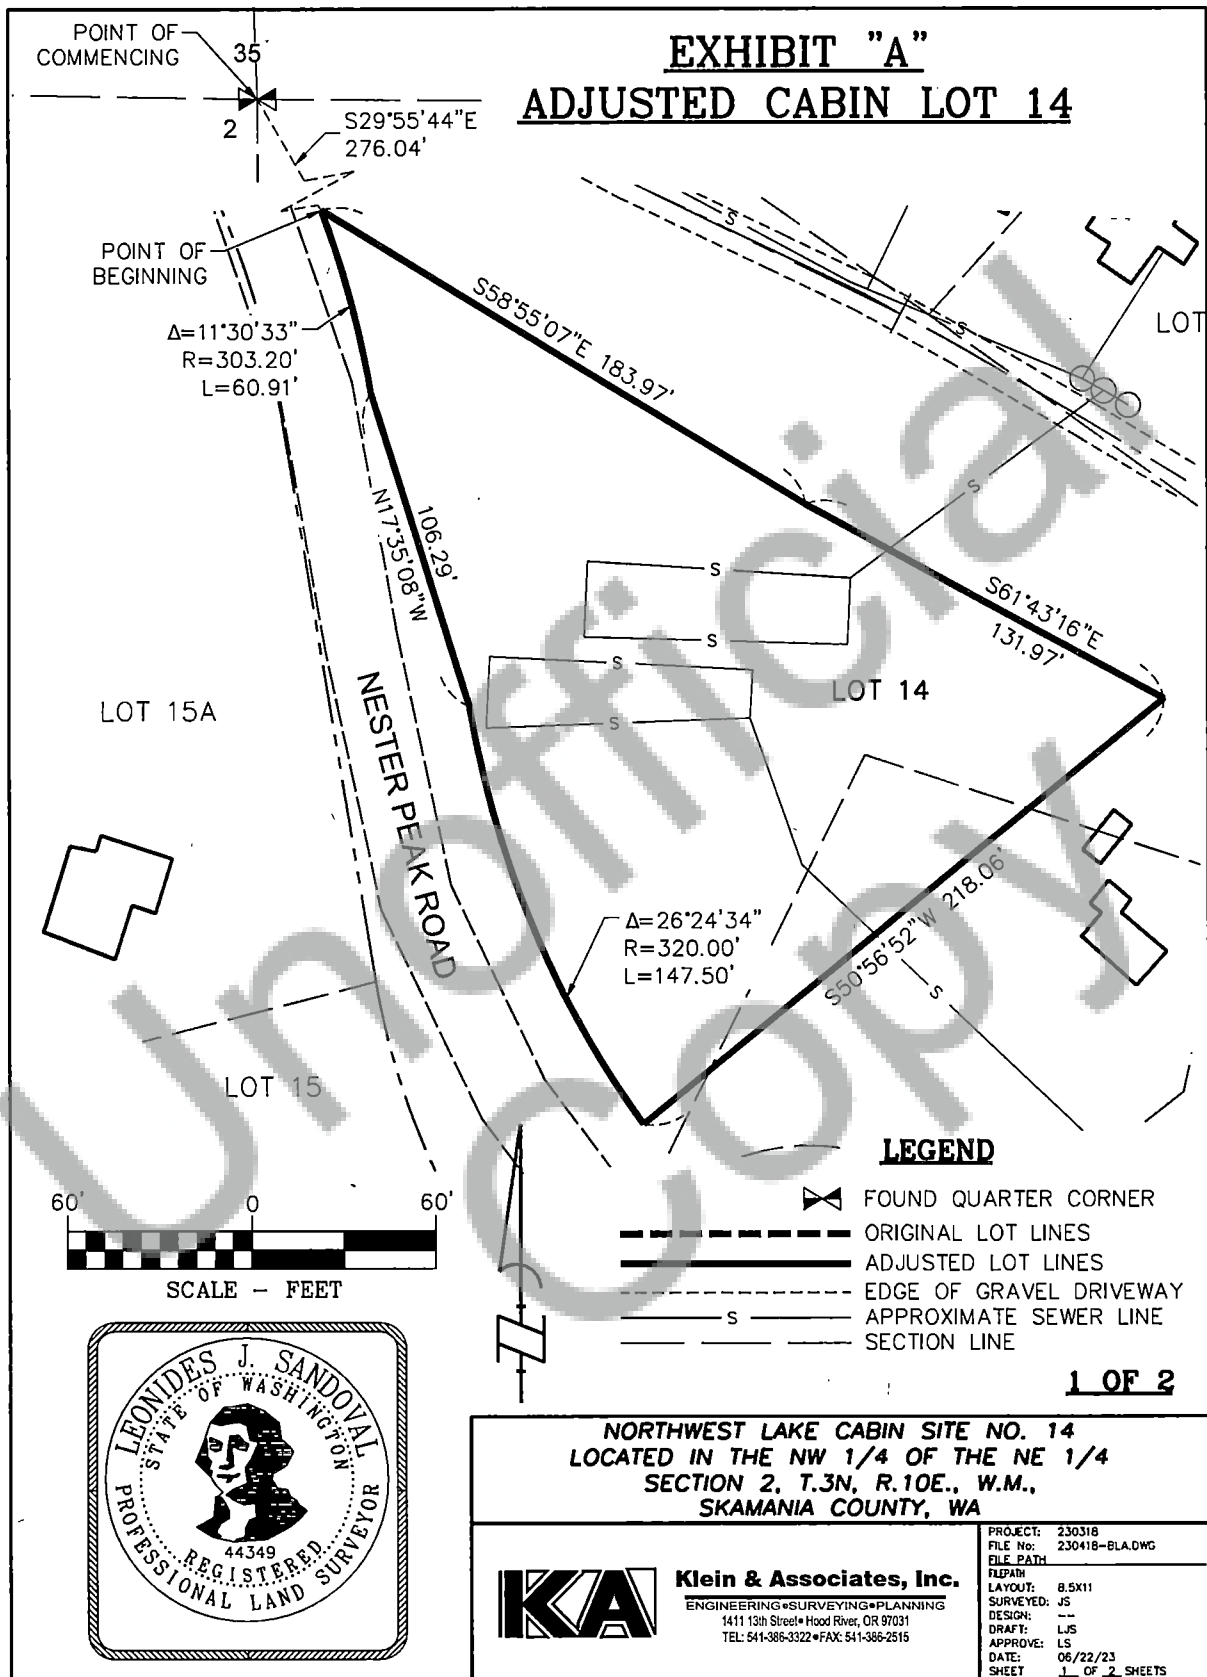 POINT OF
COMMENCING
35
2
EXHIBIT "A"
ADJUSTED CABIN LOT 14
S29°55'44"E
276.04'
POINT OF
BEGINNING
Δ=11°30'33"
R=303.20'
L=60.91'
S58°55'07"E 183.97'
S
S
LOT
106.29'
N17°35'08"W
S
S
S
S
S
S61°43'16"E
131.97'
LOT 14
LOT 15A
NESTER PEAK ROAD
Δ=26°24'34"
R=320.00'
L=147.50'
S50°56'52"W 218.06'
S
LOT 15
Unofficial
Copy
60' 0 60'
SCALE - FEET
N
LEGEND
FOUND QUARTER CORNER
ORIGINAL LOT LINES
ADJUSTED LOT LINES
EDGE OF GRAVEL DRIVEWAY
S APPROXIMATE SEWER LINE
SECTION LINE
1 OF 2
LEONIDES J. SANDOVAL
STATE OF WASHINGTON
44349
REGISTERED
PROFESSIONAL LAND SURVEYOR
NORTHWEST LAKE CABIN SITE NO. 14
LOCATED IN THE NW 1/4 OF THE NE 1/4
SECTION 2, T.3N, R.10E., W.M.,
SKAMANIA COUNTY, WA
KA
Klein & Associates, Inc.
ENGINEERING•SURVEYING•PLANNING
1411 13th Street• Hood River, OR 97031
TEL: 541-386-3322•FAX: 541-386-2515
PROJECT: 230318
FILE No: 230418-BLA.DWG
FILE PATH
FILEPATH
LAYOUT: 8.5X11
SURVEYED: JS
DESIGN: --
DRAFT: LJS
APPROVE: LS
DATE: 06/22/23
SHEET 1 OF 2 SHEETS